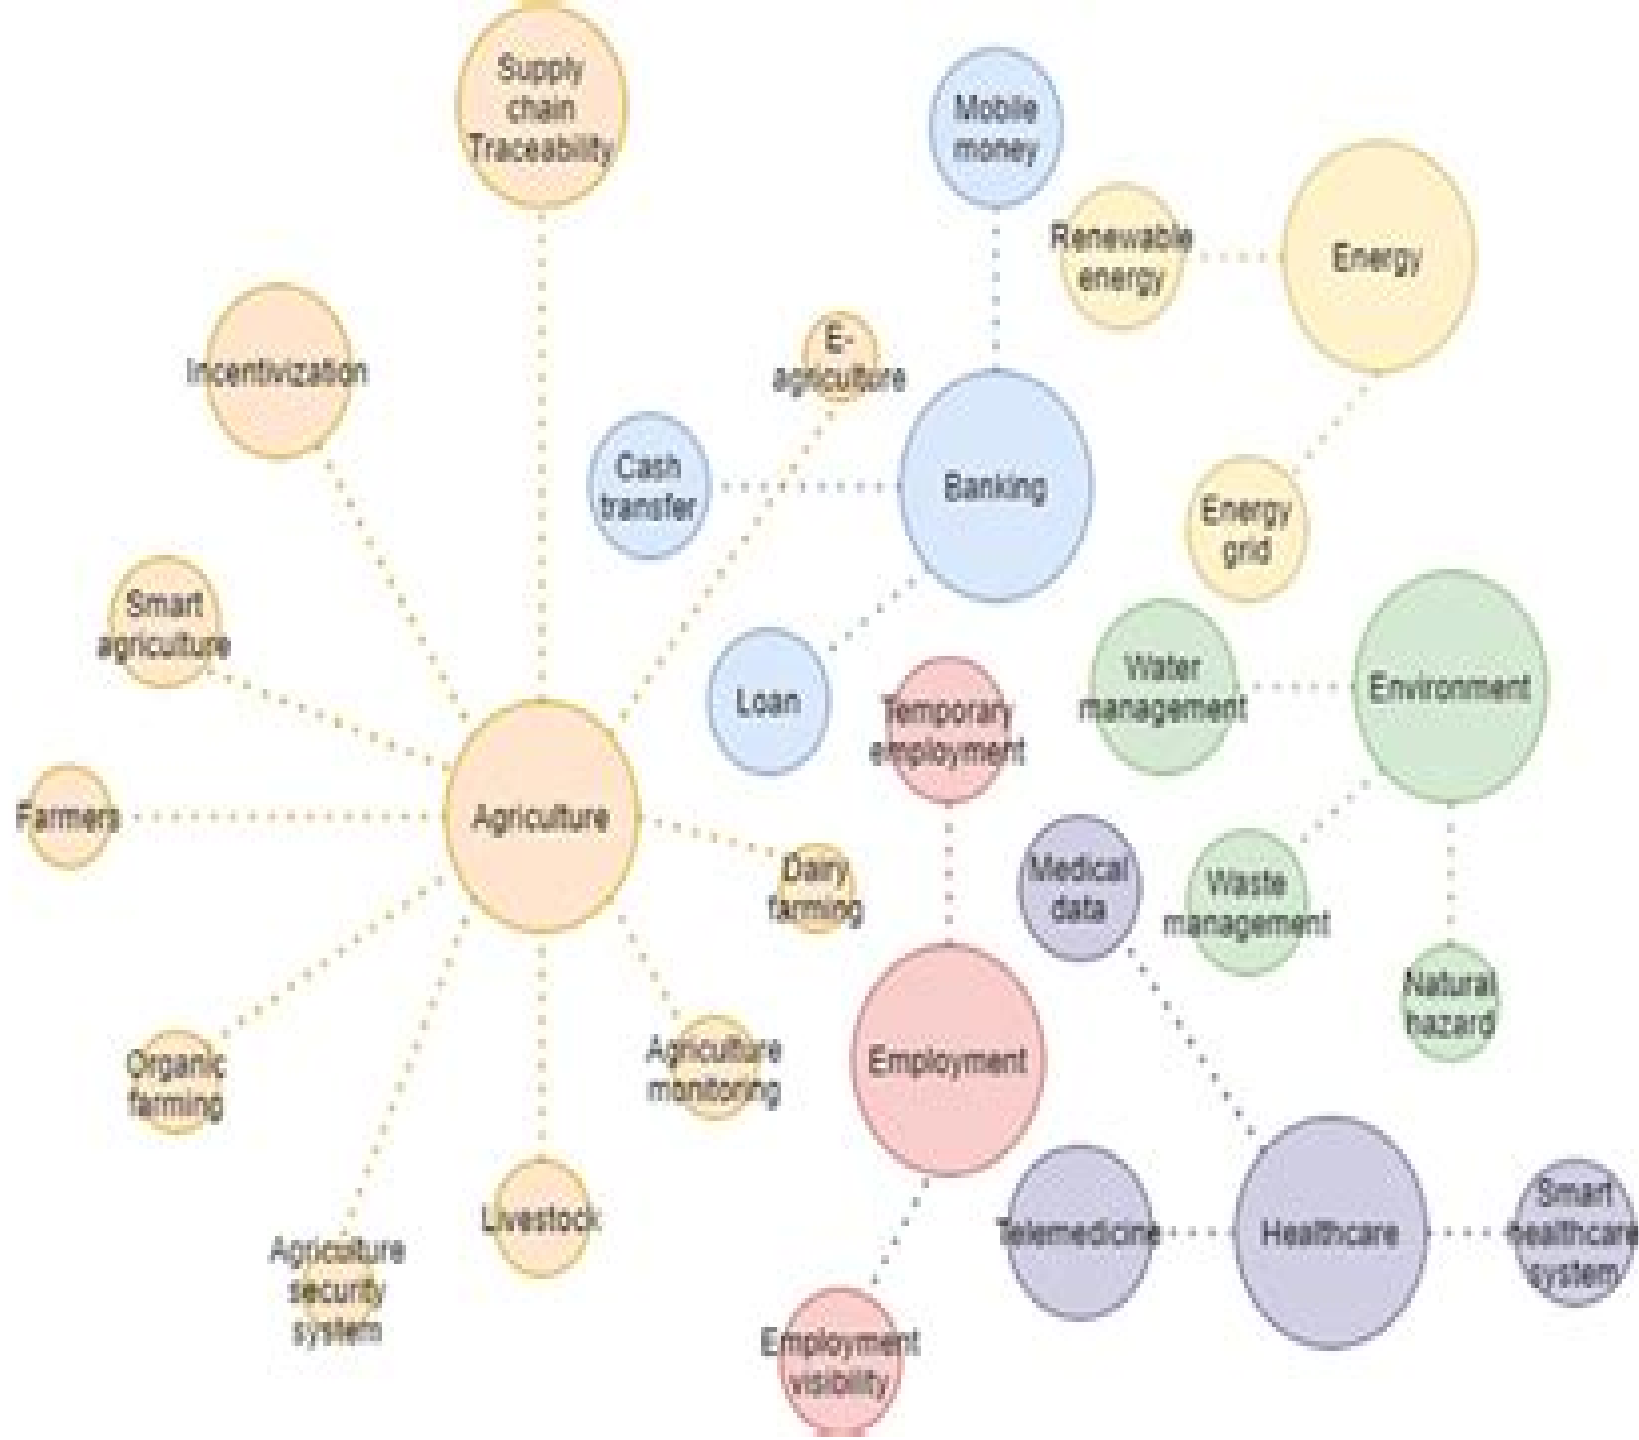 Supply
chain
Traceability
Mobile
money
Renewable
energy
Energy
Incentivization
E-
agriculture
Cash
transfer
Banking
Energy
grid
Smart
agriculture
Loan
Temporary
employment
Water
management
Environment
Farmers
Agriculture
Dairy
farming
Medical
data
Waste
management
Natural
hazard
Organic
farming
Agriculture
monitoring
Employment
Agriculture
security
system
Livestock
Telemedicine
Healthcare
Smart
healthcare
system
Employment
visibility